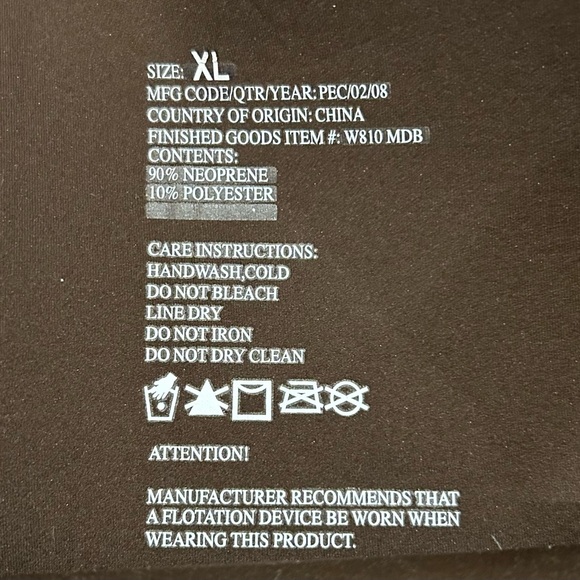 SIZE: XL
MFG CODE/QTR/YEAR: PEC/02/08
COUNTRY OF ORIGIN: CHINA
FINISHED GOODS ITEM #: W810 MDB
CONTENTS:
90% NEOPRENE
10% POLYESTER
CARE INSTRUCTIONS:
HANDWASH,COLD
DO NOT BLEACH
LINE DRY
DO NOT IRON
DO NOT DRY CLEAN
ATTENTION!
MANUFACTURER RECOMMENDS THAT
A FLOTATION DEVICE BE WORN WHEN
WEARING THIS PRODUCT.